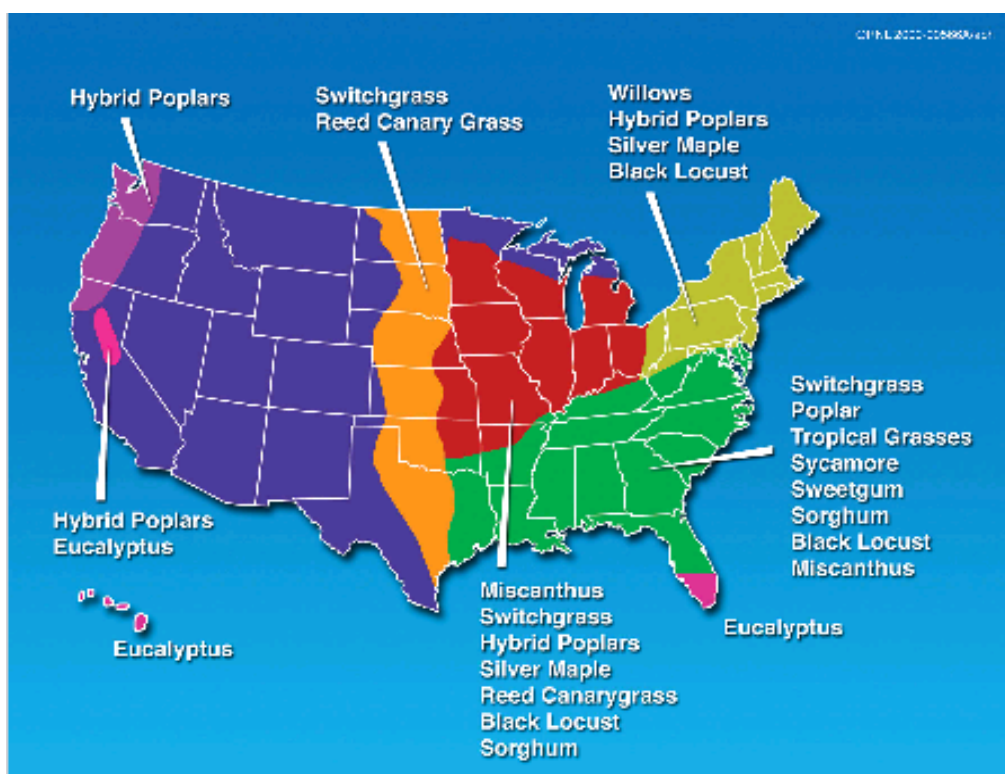 Hybrid Poplars
Switchgrass
Reed Canary Grass
Willows
Hybrid Poplars
Silver Maple
Black Locust
Switchgrass
Poplar
Tropical Grasses
Sycamore
Sweetgum
Sorghum
Black Locust
Miscanthus
Hybrid Poplars
Eucalyptus
Miscanthus
Switchgrass
Hybrid Poplars
Silver Maple
Reed Canarygrass
Black Locust
Sorghum
Eucalyptus
Eucalyptus